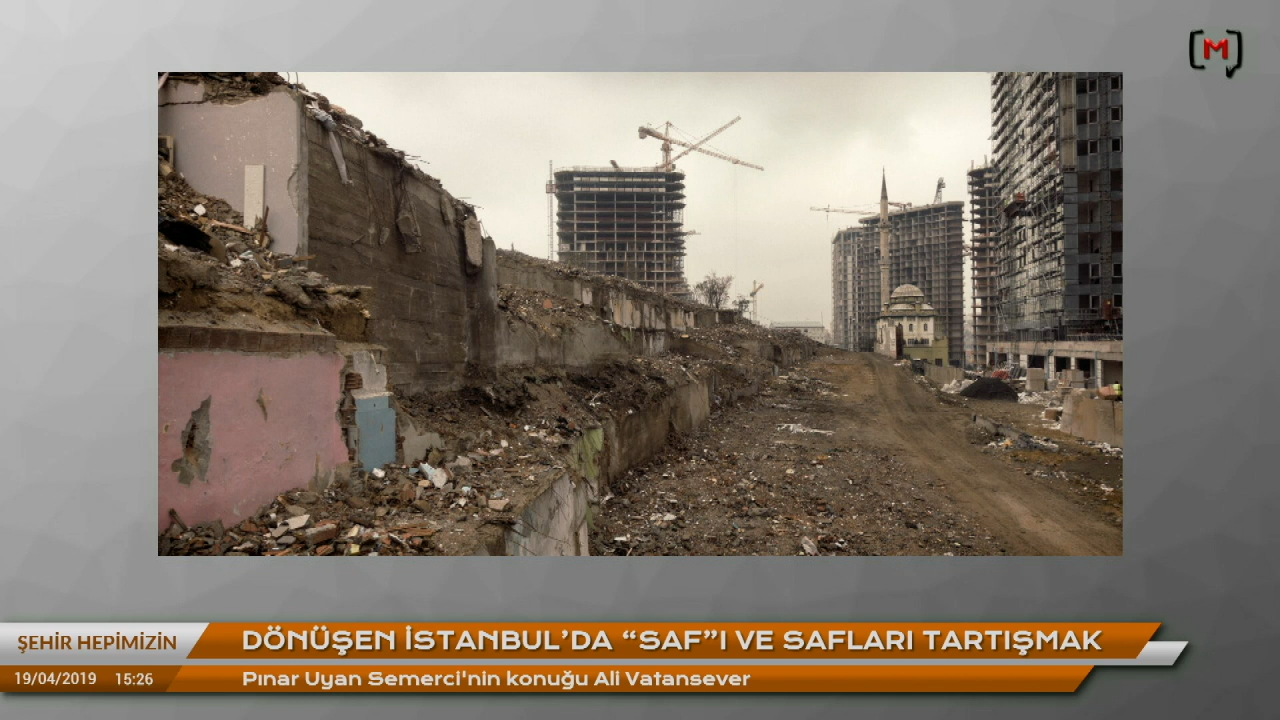 [M]
ŞEHİR HEPİMİZİN
DÖNÜŞEN İSTANBUL’DA “SAF”I VE SAFLARI TARTIŞMAK
19/04/2019 15:26
Pınar Uyan Semerci'nin konuğu Ali Vatansever